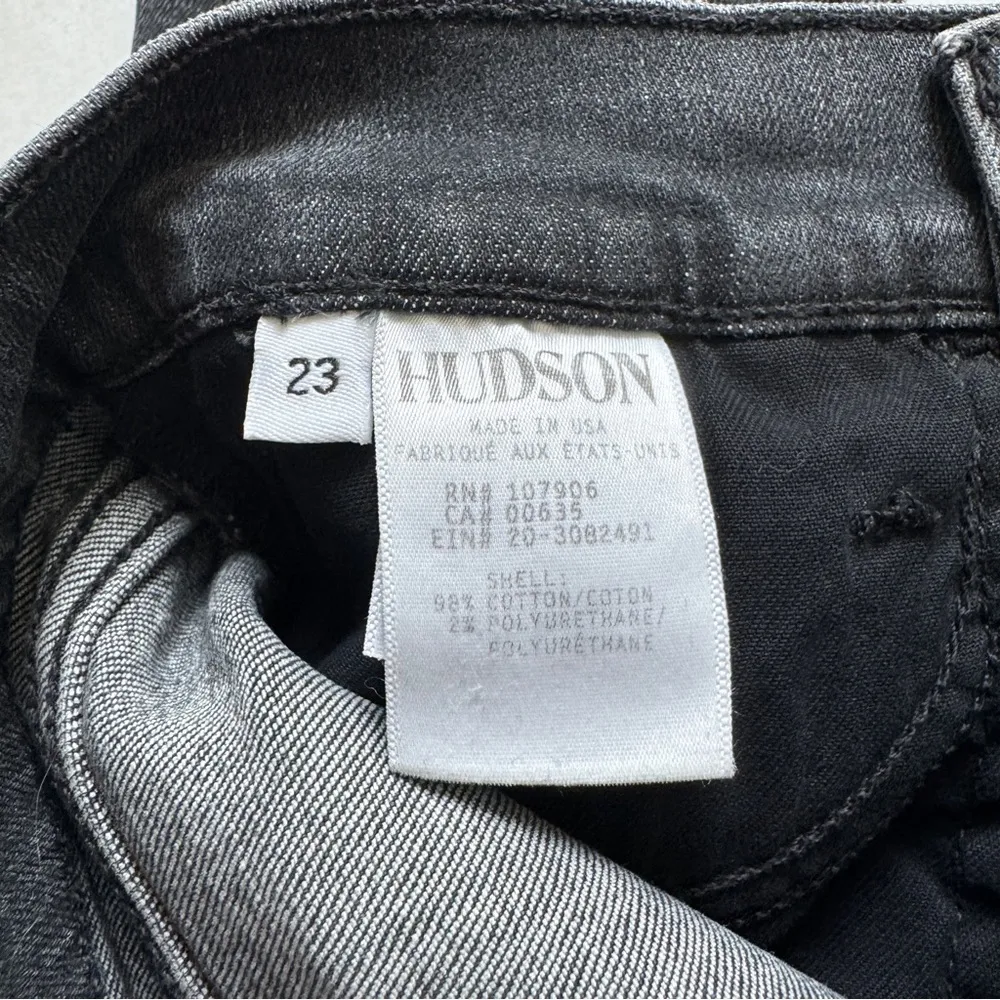 23
HUDSON
MADE IN USA
FABRIQUÉ AUX ÉTATS-UNIS
RN# 107906
CA# 00635
EIN# 20-3082491
SHELL:
98% COTTON/COTON
2% POLYURETHANE/
POLYURÉTHANE